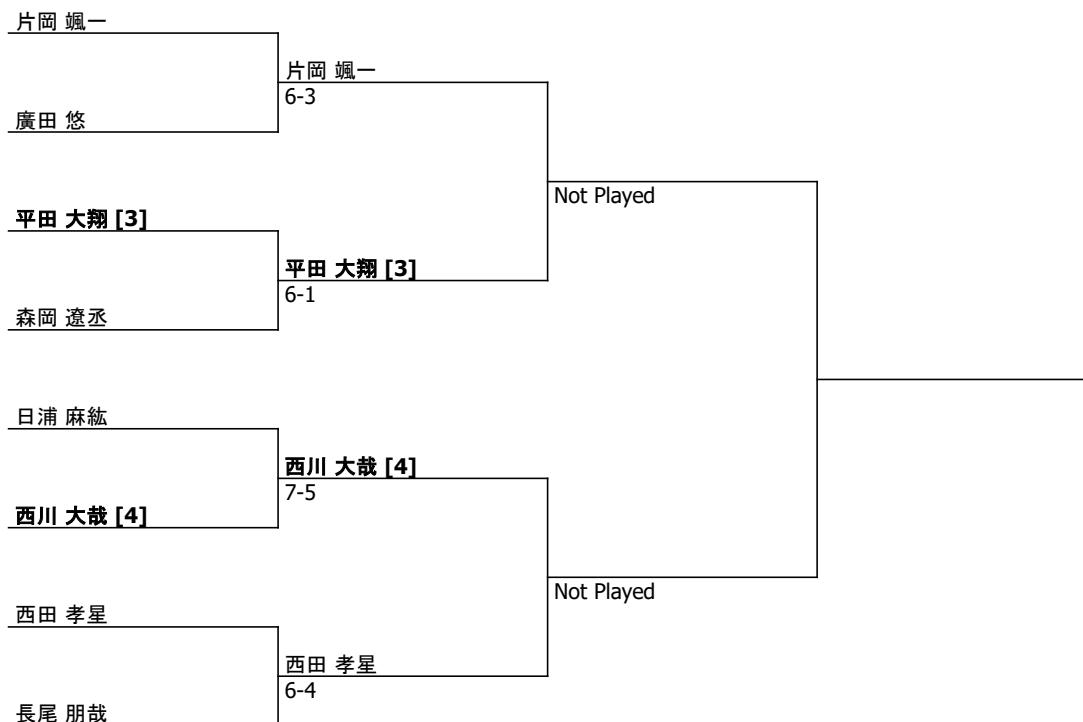 片岡 颯一
片岡 颯一
6-3
廣田 悠
Not Played
平田 大翔 [3]
平田 大翔 [3]
6-1
森岡 遼丞
日浦 麻紘
西川 大哉 [4]
7-5
西川 大哉 [4]
Not Played
西田 孝星
西田 孝星
6-4
長尾 朋哉